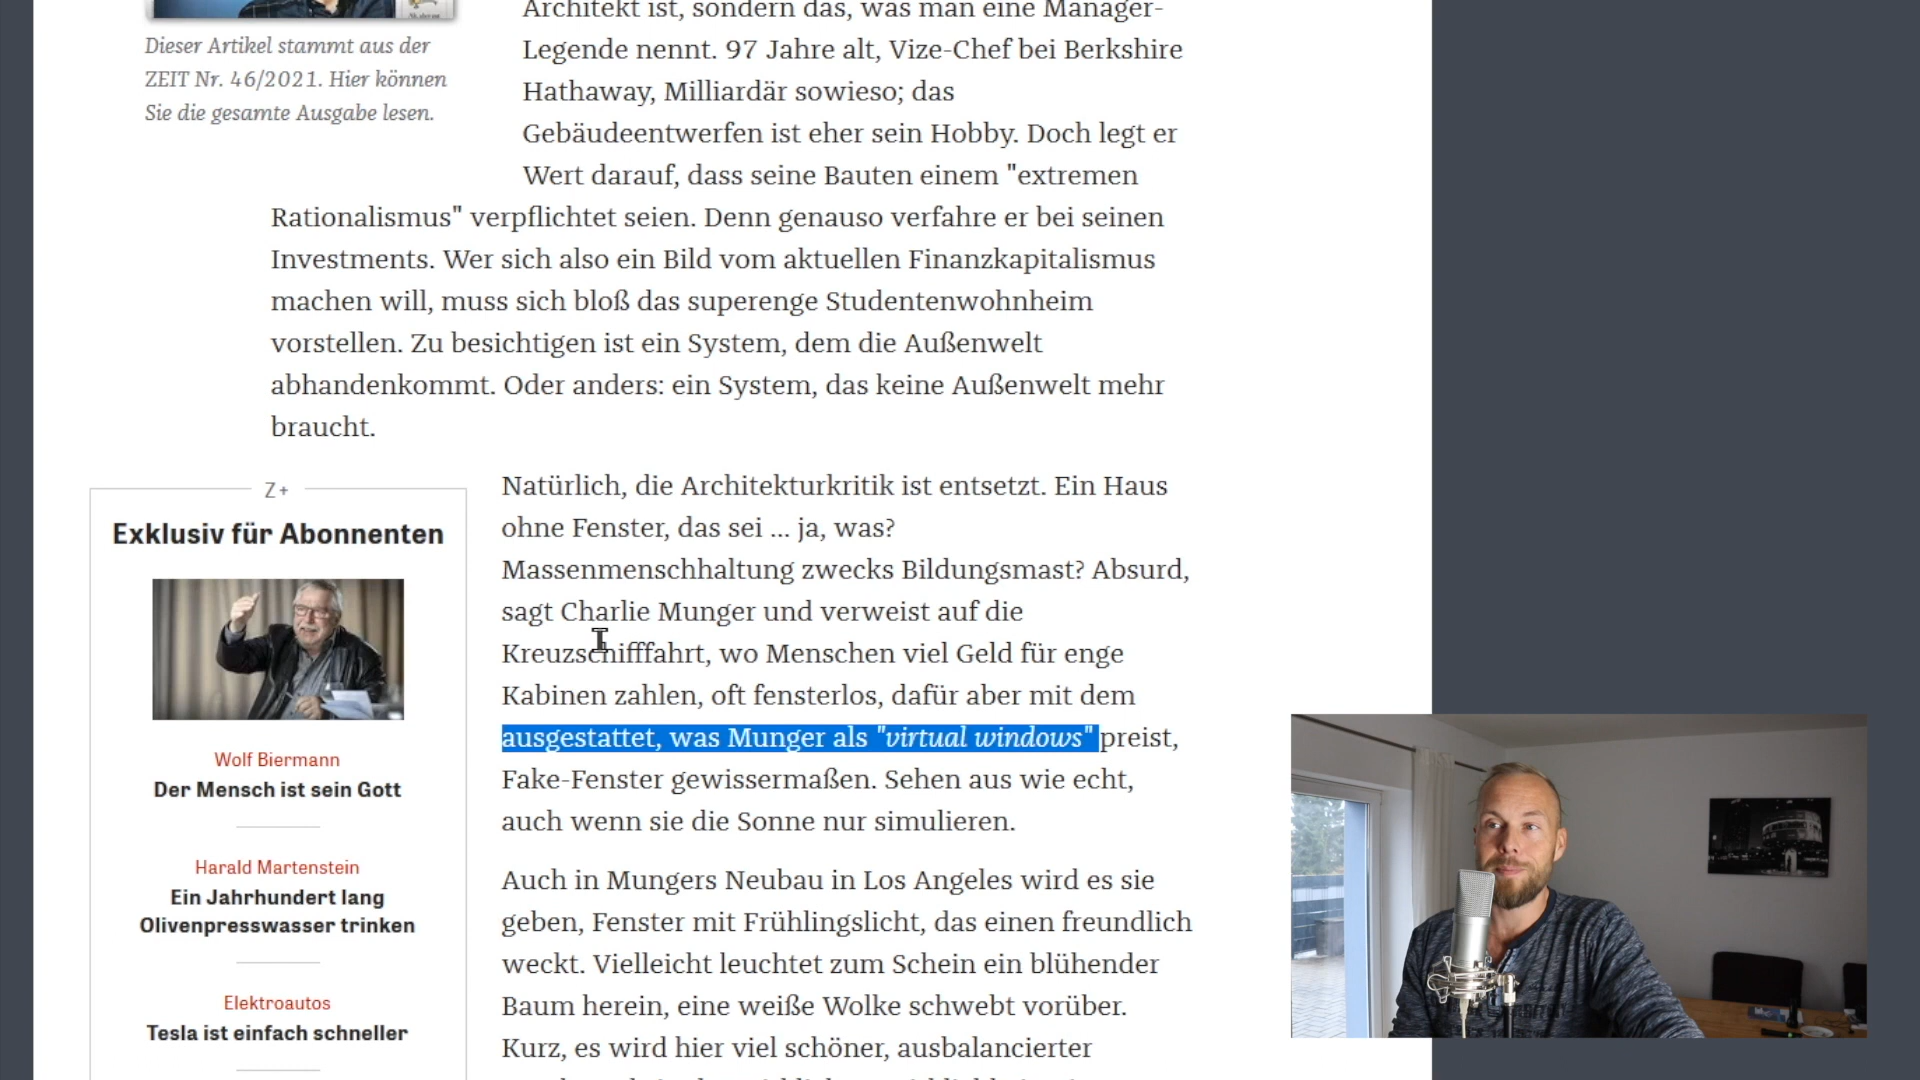 Architekt ist, sondern das, was man eine Manager-
Legende nennt. 97 Jahre alt, Vize-Chef bei Berkshire
Hathaway, Milliardär sowieso; das
Gebäudeentwerfen ist eher sein Hobby. Doch legt er
Wert darauf, dass seine Bauten einem "extremen
Rationalismus" verpflichtet seien. Denn genauso verfahre er bei seinen
Investments. Wer sich also ein Bild vom aktuellen Finanzkapitalismus
machen will, muss sich bloß das superenge Studentenwohnheim
vorstellen. Zu besichtigen ist ein System, dem die Außenwelt
abhandenkommt. Oder anders: ein System, das keine Außenwelt mehr
braucht.
Dieser Artikel stammt aus der
ZEIT Nr. 46/2021. Hier können
Sie die gesamte Ausgabe lesen.
Natürlich, die Architekturkritik ist entsetzt. Ein Haus
ohne Fenster, das sei ... ja, was?
Massenmenschhaltung zwecks Bildungsmast? Absurd,
sagt Charlie Munger und verweist auf die
Kreuzschifffahrt, wo Menschen viel Geld für enge
Kabinen zahlen, oft fensterlos, dafür aber mit dem
ausgestattet, was Munger als "virtual windows" preist,
Fake-Fenster gewissermaßen. Sehen aus wie echt,
auch wenn sie die Sonne nur simulieren.
Auch in Mungers Neubau in Los Angeles wird es sie
geben, Fenster mit Frühlingslicht, das einen freundlich
weckt. Vielleicht leuchtet zum Schein ein blühender
Baum herein, eine weiße Wolke schwebt vorüber.
Kurz, es wird hier viel schöner, ausbalancierter
Z+
Exklusiv für Abonnenten
Wolf Biermann
Der Mensch ist sein Gott
Harald Martenstein
Ein Jahrhundert lang
Olivenpresswasser trinken
Elektroautos
Tesla ist einfach schneller